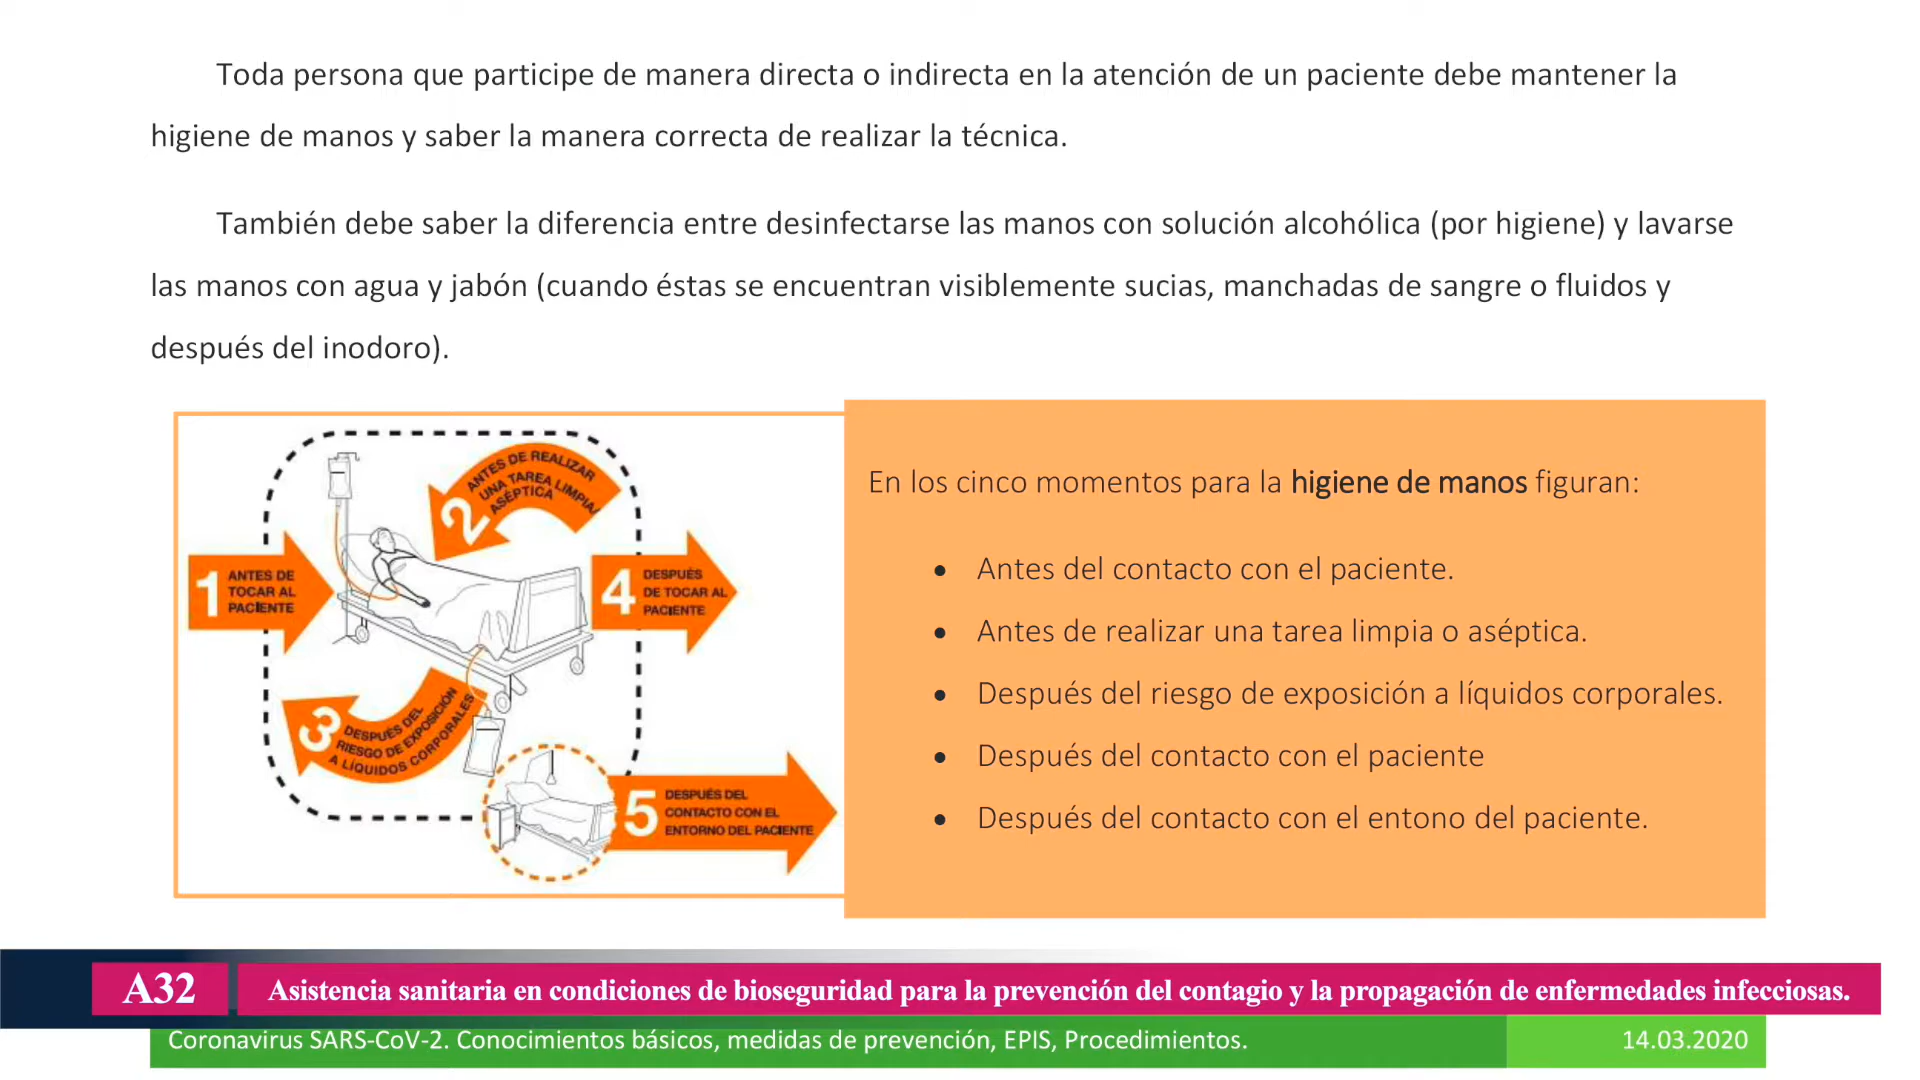 Toda persona que participe de manera directa o indirecta en la atención de un paciente debe mantener la
higiene de manos y saber la manera correcta de realizar la técnica.
También debe saber la diferencia entre desinfectarse las manos con solución alcohólica (por higiene) y lavarse
las manos con agua y jabón (cuando éstas se encuentran visiblemente sucias, manchadas de sangre o fluidos y
después del inodoro).
1 ANTES DE
TOCAR AL
PACIENTE
2 ANTES DE REALIZAR
UNA TAREA LIMPIA/
ASÉPTICA
3 DESPUÉS DEL
RIESGO DE EXPOSICIÓN
A LÍQUIDOS CORPORALES
4 DESPUÉS
DE TOCAR AL
PACIENTE
5 DESPUÉS DEL
CONTACTO CON EL
ENTORNO DEL PACIENTE
En los cinco momentos para la higiene de manos figuran:
• Antes del contacto con el paciente.
• Antes de realizar una tarea limpia o aséptica.
• Después del riesgo de exposición a líquidos corporales.
• Después del contacto con el paciente
• Después del contacto con el entono del paciente.
A32 Asistencia sanitaria en condiciones de bioseguridad para la prevención del contagio y la propagación de enfermedades infecciosas.
Coronavirus SARS-CoV-2. Conocimientos básicos, medidas de prevención, EPIS, Procedimientos. 14.03.2020